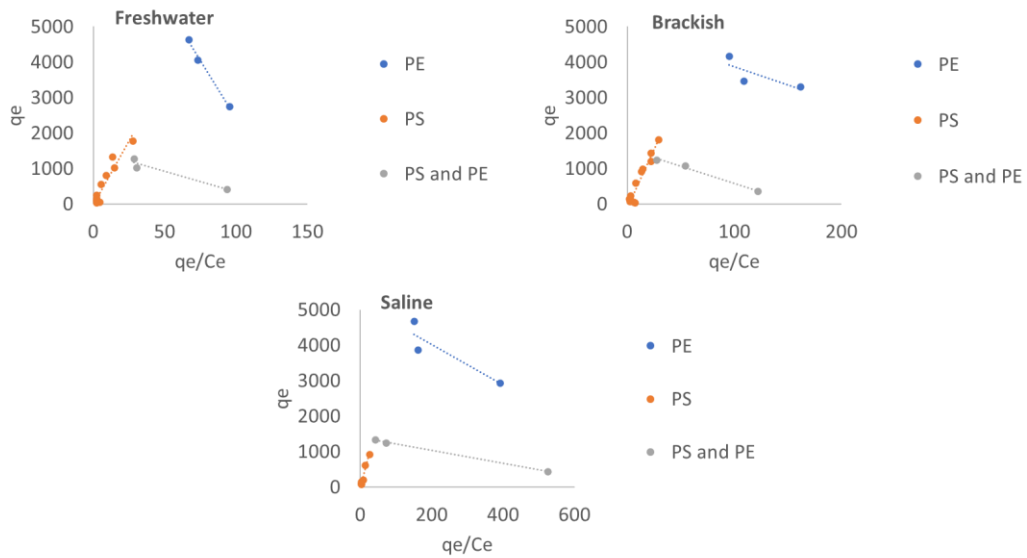 Freshwater
5000
4000
3000
2000
1000
0
qe
0 50 100 150
qe/Ce
PE
PS
PS and PE
Brackish
5000
4000
3000
2000
1000
0
qe
0 100 200
qe/Ce
PE
PS
PS and PE
Saline
5000
4000
3000
2000
1000
0
qe
0 200 400 600
qe/Ce
PE
PS
PS and PE